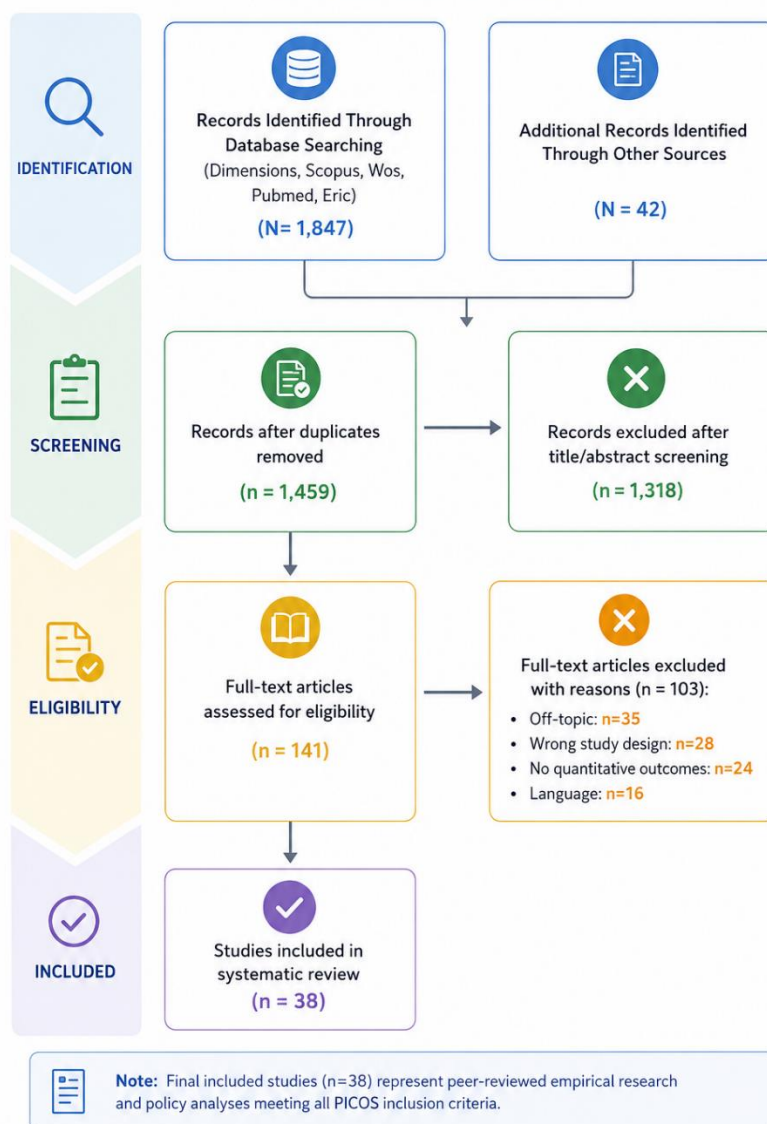 IDENTIFICATION
Records Identified Through
Database Searching
(Dimensions, Scopus, Wos,
Pubmed, Eric)
(N= 1,847)
Additional Records Identified
Through Other Sources
(N = 42)
SCREENING
Records after duplicates
removed
(n = 1,459)
Records excluded after
title/abstract screening
(n = 1,318)
ELIGIBILITY
Full-text articles
assessed for eligibility
(n = 141)
Full-text articles excluded
with reasons (n = 103):
• Off-topic: n=35
• Wrong study design: n=28
• No quantitative outcomes: n=24
• Language: n=16
INCLUDED
Studies included in
systematic review
(n = 38)
Note: Final included studies (n=38) represent peer-reviewed empirical research
and policy analyses meeting all PICOS inclusion criteria.